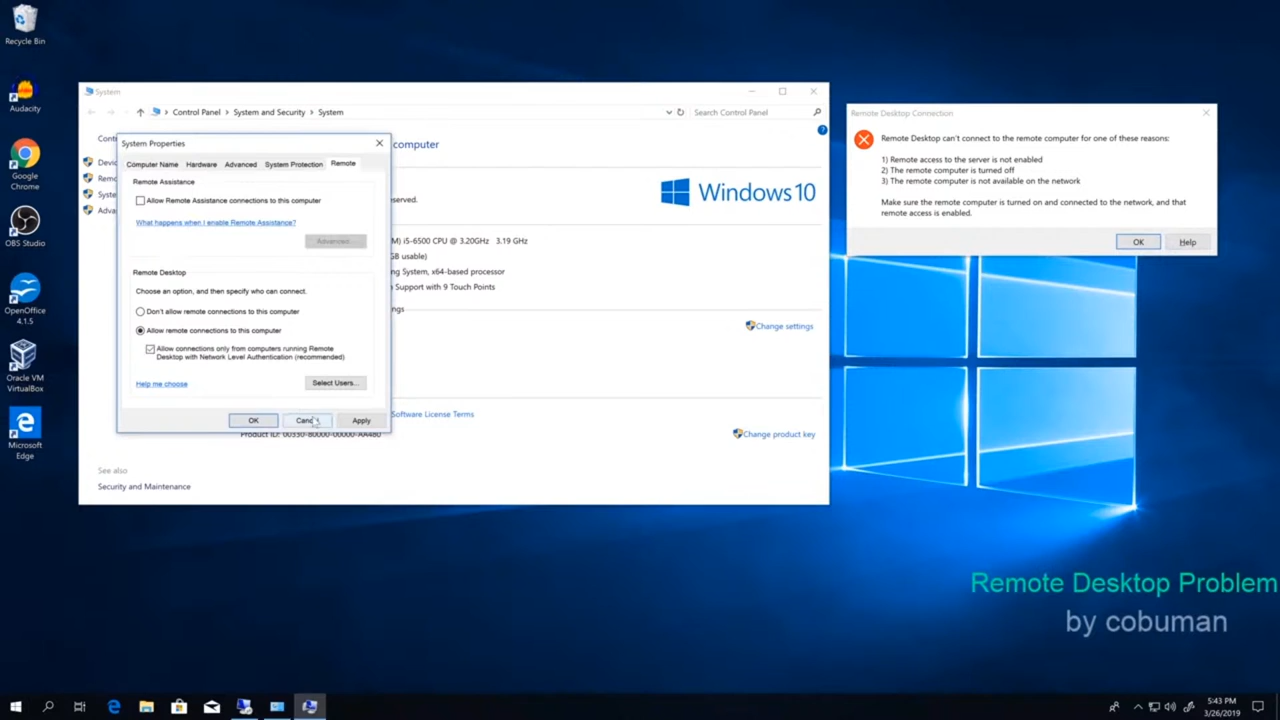 Recycle Bin
Audacity
Google
Chrome
OBS Studio
OpenOffice
4.1.5
Oracle VM
VirtualBox
Microsoft
Edge
System
Control Panel > System and Security > System
Search Control Panel
computer
served.
Windows 10
M) i5-6500 CPU @ 3.20GHz 3.19 GHz
GB usable)
ng System, x64-based processor
Support with 9 Touch Points
ngs
Change settings
Software License Terms
Change product key
See also
Security and Maintenance
System Properties
Computer Name Hardware Advanced System Protection Remote
Remote Assistance
Allow Remote Assistance connections to this computer
What happens when I enable Remote Assistance?
Advanced...
Remote Desktop
Choose an option, and then specify who can connect.
Don't allow remote connections to this computer
Allow remote connections to this computer
Allow connections only from computers running Remote
Desktop with Network Level Authentication (recommended)
Help me choose
Select Users...
OK Cancel Apply
Remote Desktop Connection
Remote Desktop can't connect to the remote computer for one of these reasons:
1) Remote access to the server is not enabled
2) The remote computer is turned off
3) The remote computer is not available on the network
Make sure the remote computer is turned on and connected to the network, and that
remote access is enabled.
OK Help
Remote Desktop Problem
by cobuman
5:43 PM
3/26/2019